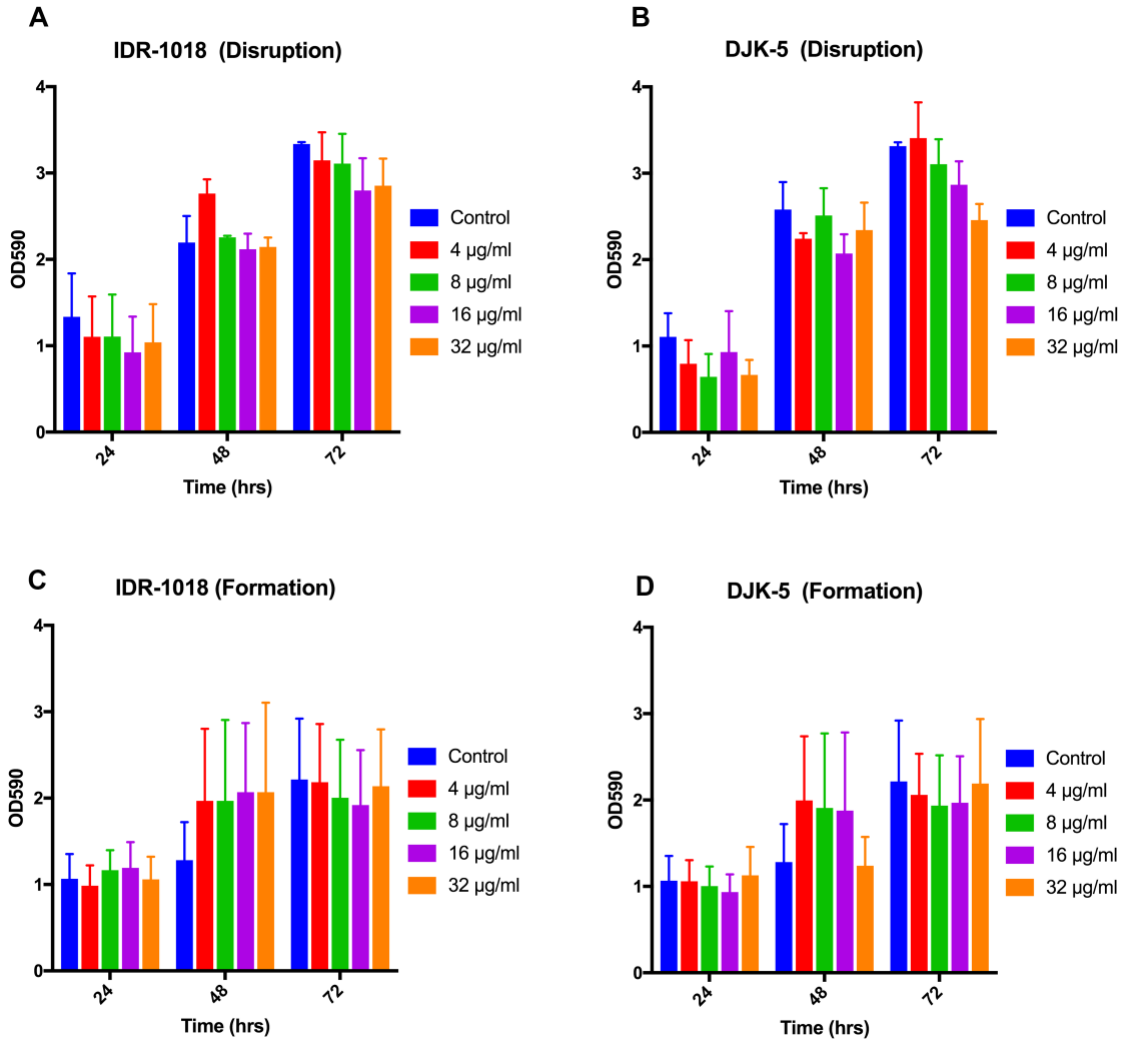 A
IDR-1018 (Disruption)
OD590
4
3
2
1
0
24
48
72
Time (hrs)
Control
4 µg/ml
8 µg/ml
16 µg/ml
32 µg/ml
B
DJK-5 (Disruption)
OD590
4
3
2
1
0
24
48
72
Time (hrs)
Control
4 µg/ml
8 µg/ml
16 µg/ml
32 µg/ml
C
IDR-1018 (Formation)
OD590
4
3
2
1
0
24
48
72
Time (hrs)
Control
4 µg/ml
8 µg/ml
16 µg/ml
32 µg/ml
D
DJK-5 (Formation)
OD590
4
3
2
1
0
24
48
72
Time (hrs)
Control
4 µg/ml
8 µg/ml
16 µg/ml
32 µg/ml